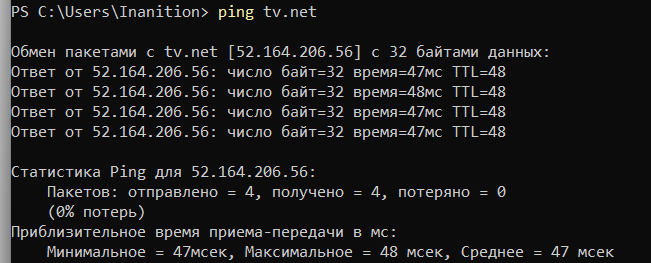 PS C:\Users\Inanition> ping tv.net
Обмен пакетами с tv.net [52.164.206.56] с 32 байтами данных:
Ответ от 52.164.206.56: число байт=32 время=47мс TTL=48
Ответ от 52.164.206.56: число байт=32 время=48мс TTL=48
Ответ от 52.164.206.56: число байт=32 время=47мс TTL=48
Ответ от 52.164.206.56: число байт=32 время=47мс TTL=48
Статистика Ping для 52.164.206.56:
Пакетов: отправлено = 4, получено = 4, потеряно = 0
(0% потерь)
Приблизительное время приема-передачи в мс:
Минимальное = 47мсек, Максимальное = 48 мсек, Среднее = 47 мсек